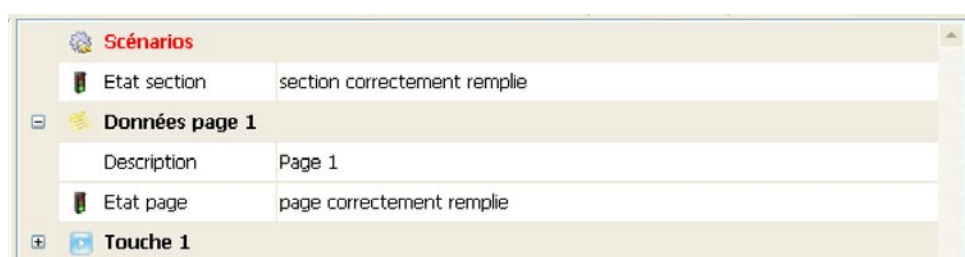 Scénarios
Etat section section correctement remplie
Données page 1
Description Page 1
Etat page page correctement remplie
Touche 1